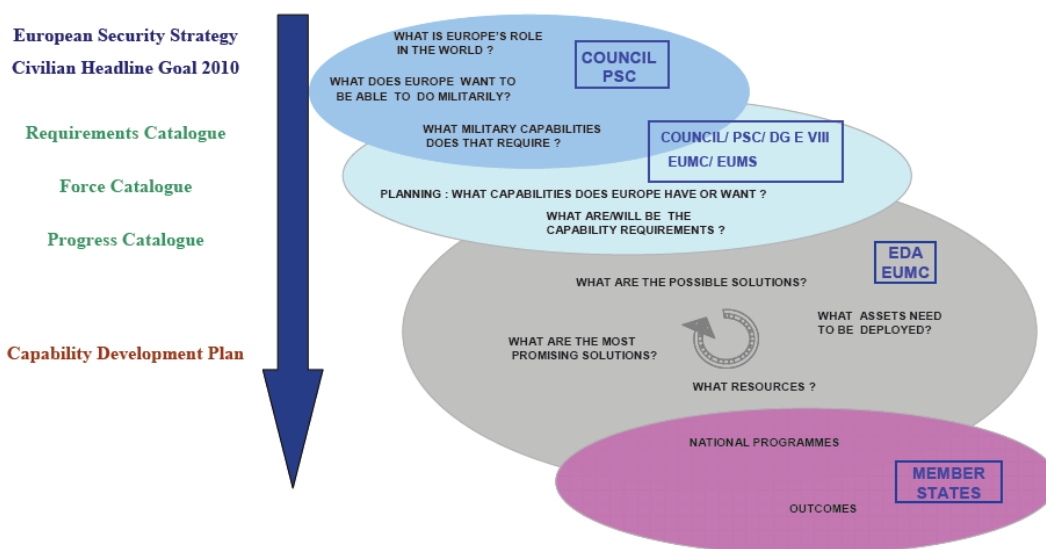 European Security Strategy
Civilian Headline Goal 2010
Requirements Catalogue
Force Catalogue
Progress Catalogue
Capability Development Plan
WHAT IS EUROPE'S ROLE
IN THE WORLD ?
COUNCIL
PSC
WHAT DOES EUROPE WANT TO
BE ABLE TO DO MILITARILY?
WHAT MILITARY CAPABILITIES
DOES THAT REQUIRE ?
COUNCIL/ PSC/ DG E VIII
EUMC/ EUMS
PLANNING : WHAT CAPABILITIES DOES EUROPE HAVE OR WANT ?
WHAT ARE/WILL BE THE
CAPABILITY REQUIREMENTS ?
EDA
EUMC
WHAT ARE THE POSSIBLE SOLUTIONS?
WHAT ASSETS NEED
TO BE DEPLOYED?
WHAT ARE THE MOST
PROMISING SOLUTIONS?
WHAT RESOURCES ?
NATIONAL PROGRAMMES
MEMBER
STATES
OUTCOMES